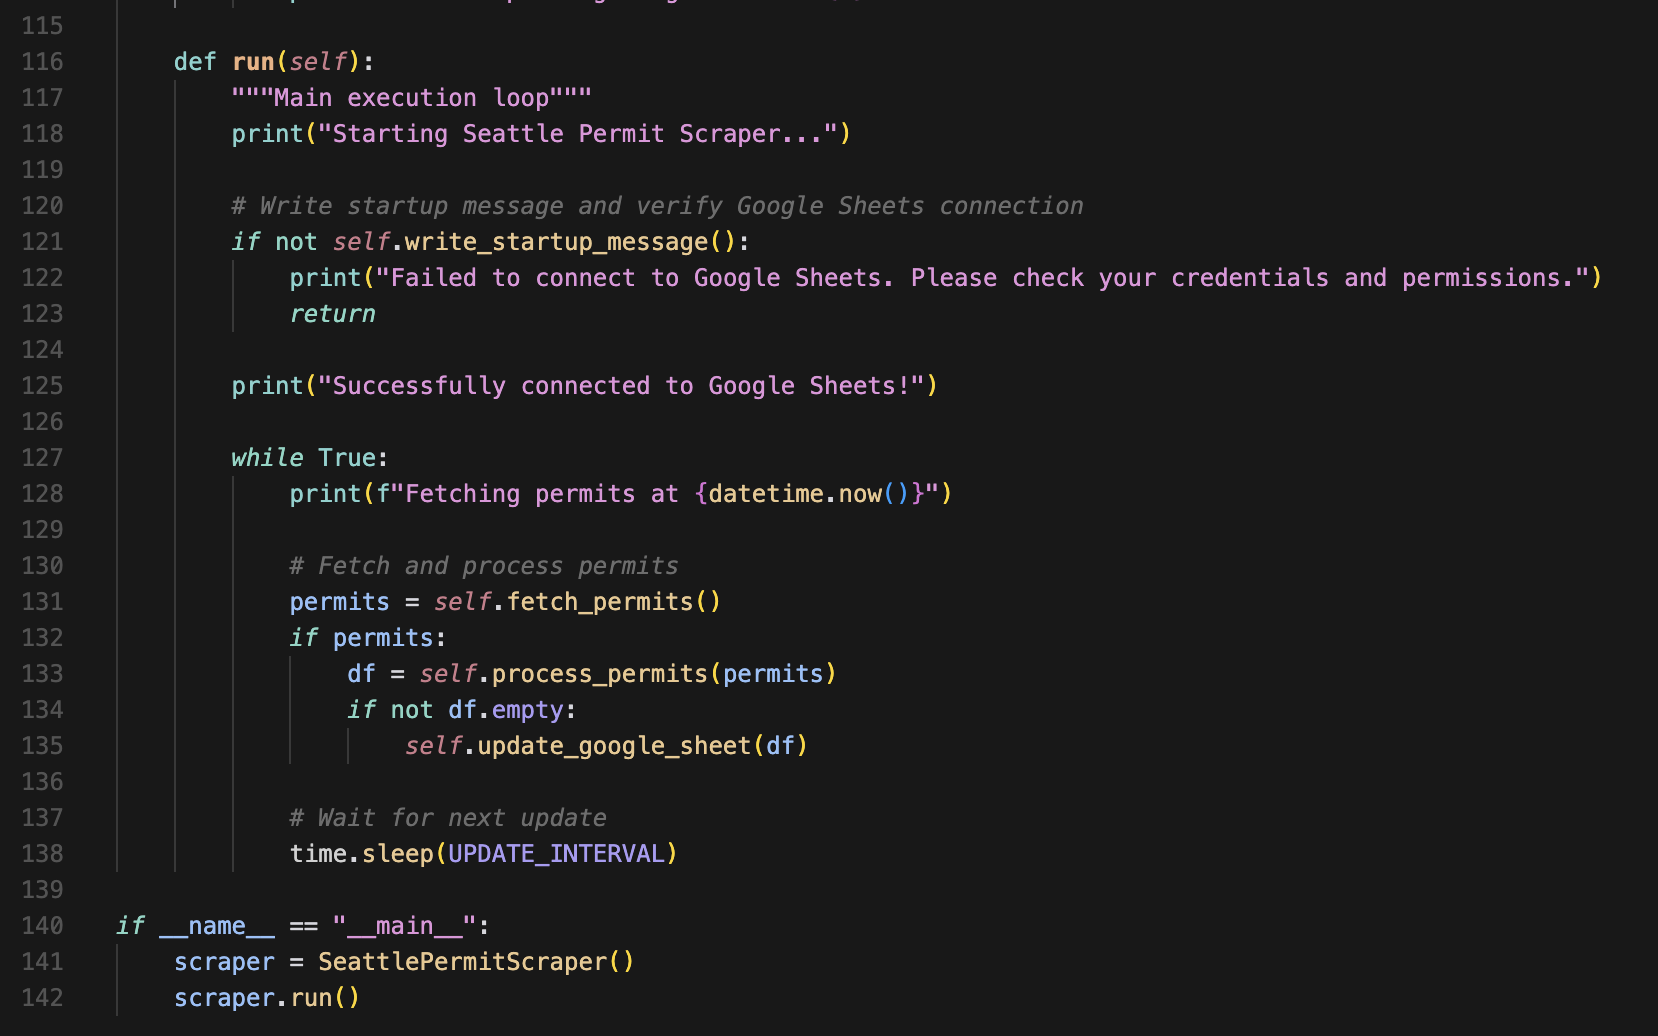 115
116 def run(self):
117 """Main execution loop"""
118 print("Starting Seattle Permit Scraper...")
119
120 # Write startup message and verify Google Sheets connection
121 if not self.write_startup_message():
122 print("Failed to connect to Google Sheets. Please check your credentials and permissions.")
123 return
124
125 print("Successfully connected to Google Sheets!")
126
127 while True:
128 print(f"Fetching permits at {datetime.now()}")
129
130 # Fetch and process permits
131 permits = self.fetch_permits()
132 if permits:
133 df = self.process_permits(permits)
134 if not df.empty:
135 self.update_google_sheet(df)
136
137 # Wait for next update
138 time.sleep(UPDATE_INTERVAL)
139
140 if __name__ == "__main__":
141 scraper = SeattlePermitScraper()
142 scraper.run()